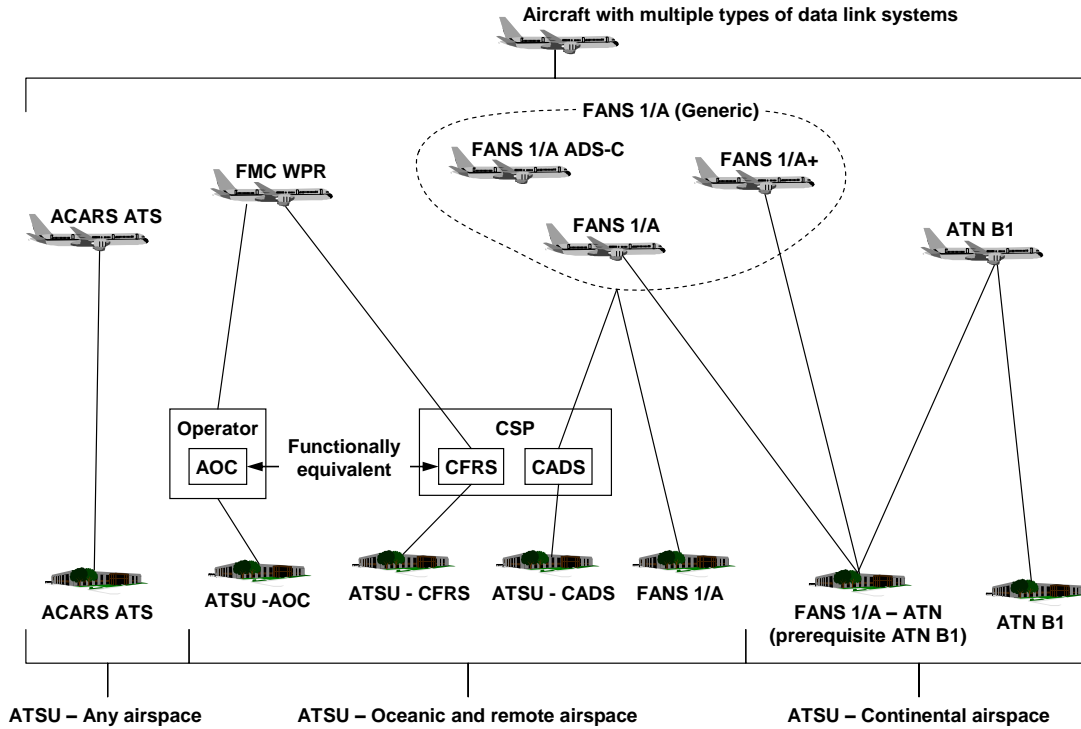 Aircraft with multiple types of data link systems
FANS 1/A (Generic)
FANS 1/A ADS-C
FANS 1/A+
FMC WPR
ACARS ATS
FANS 1/A
ATN B1
Operator
AOC
Functionally
equivalent
CSP
CFRS
CADS
ACARS ATS
ATSU -AOC
ATSU - CFRS
ATSU - CADS
FANS 1/A
FANS 1/A – ATN
(prerequisite ATN B1)
ATN B1
ATSU – Any airspace
ATSU – Oceanic and remote airspace
ATSU – Continental airspace